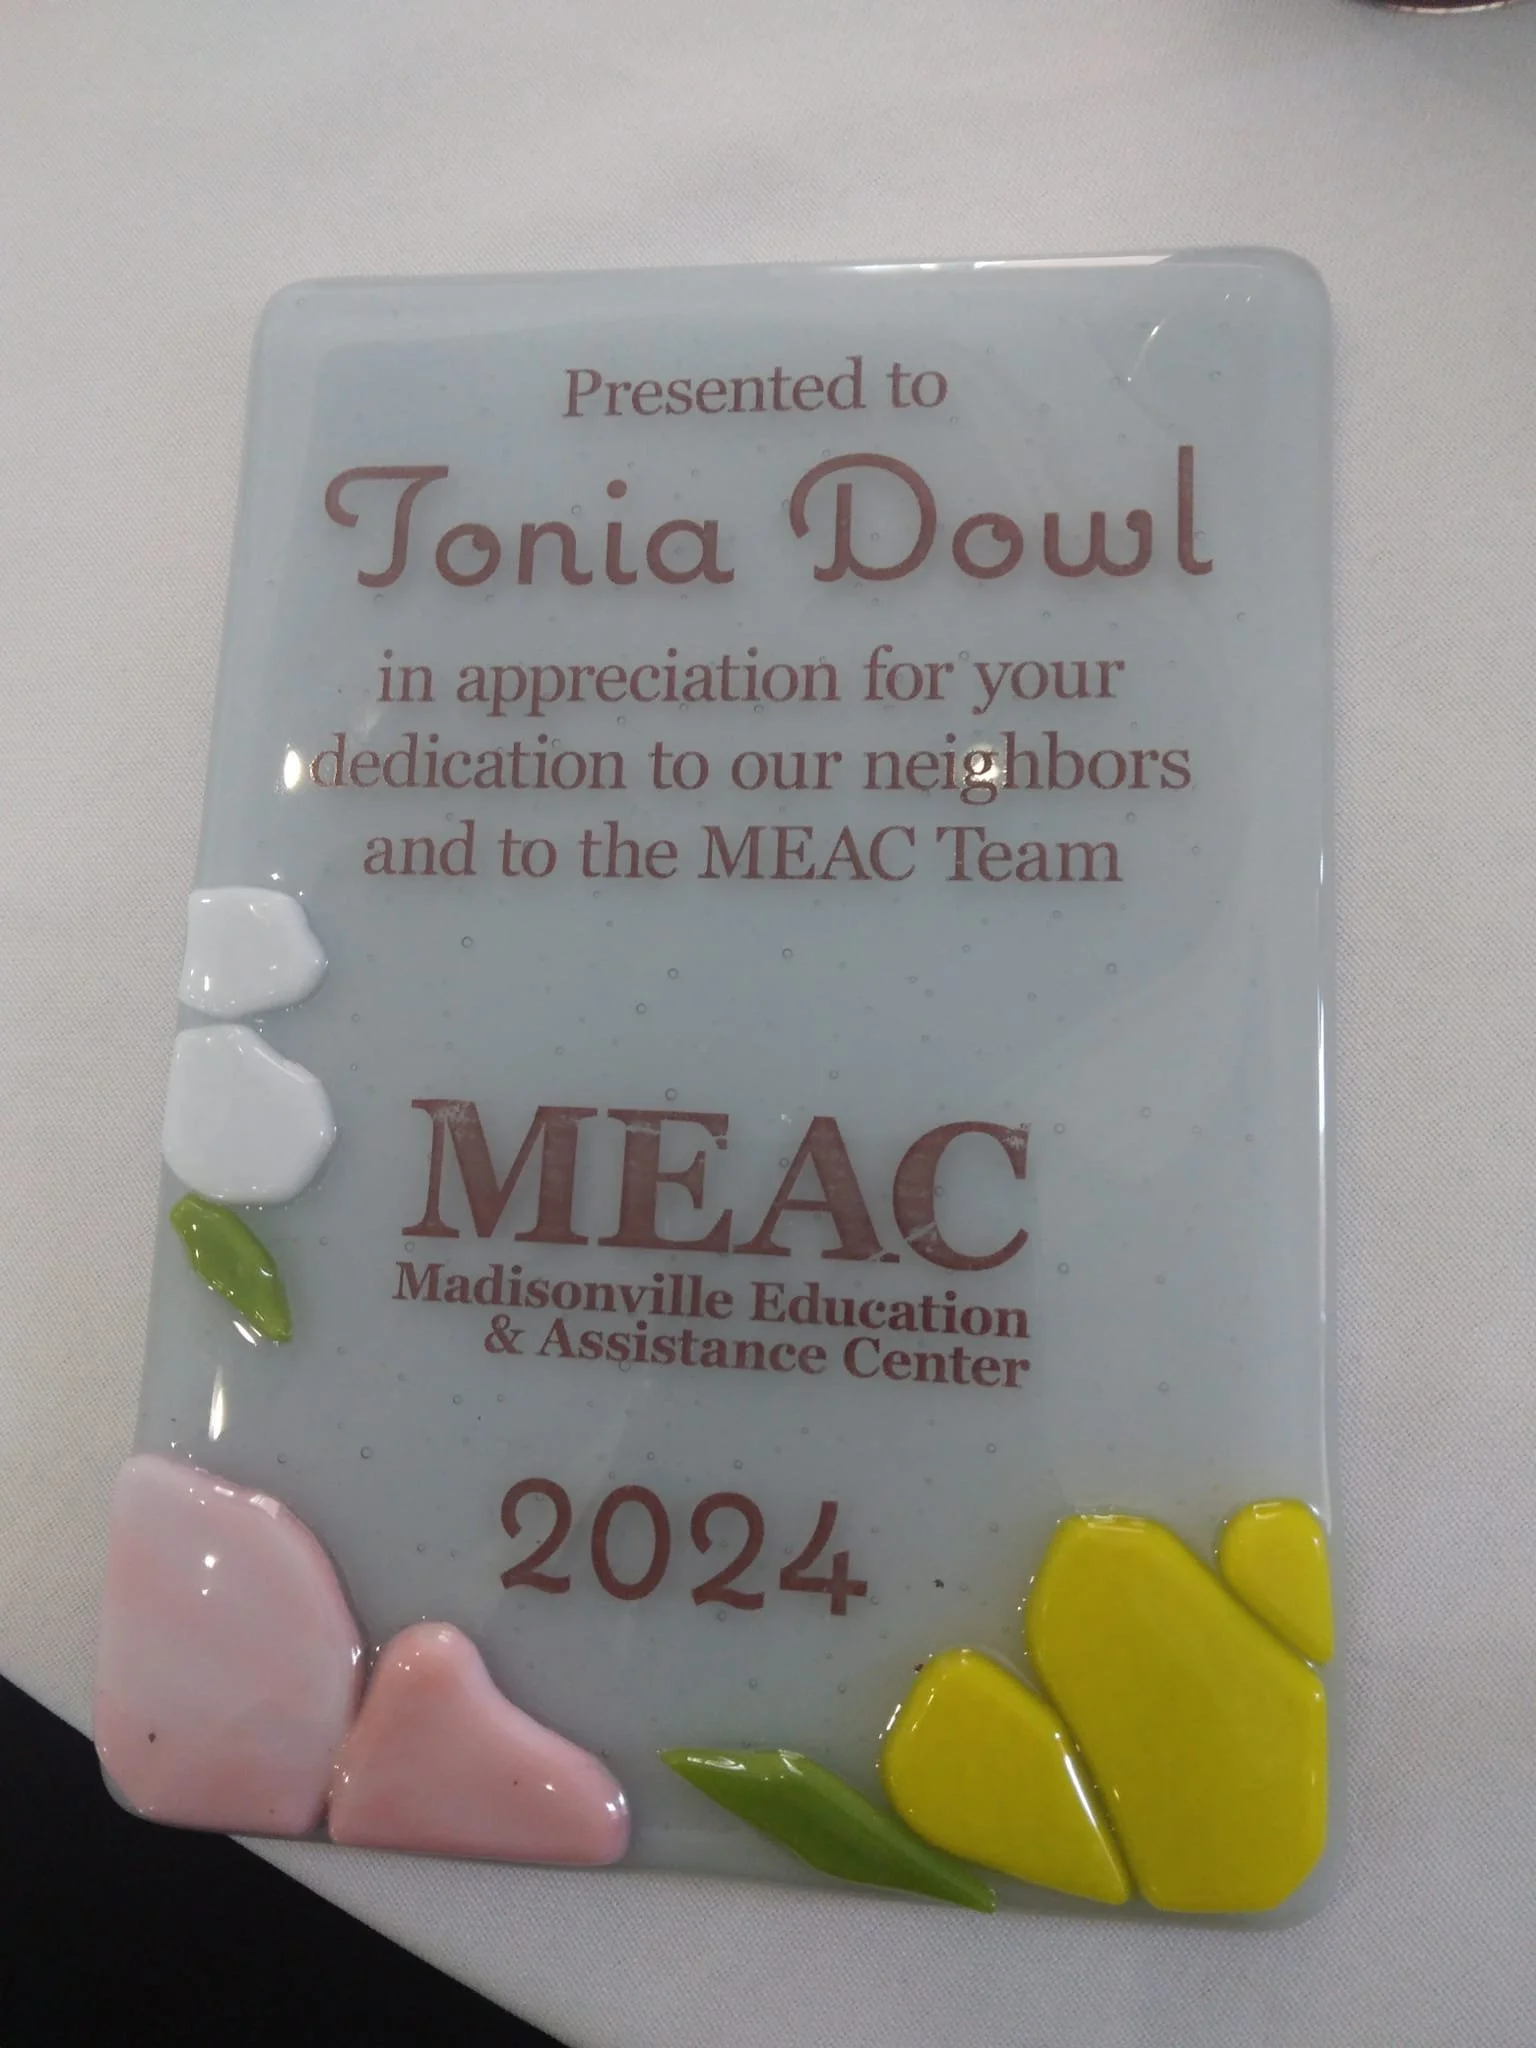 Presented to
Tonia Dowl
in appreciation for your
dedication to our neighbors
and to the MEAC Team
MEAC
Madisonville Education
& Assistance Center
2024